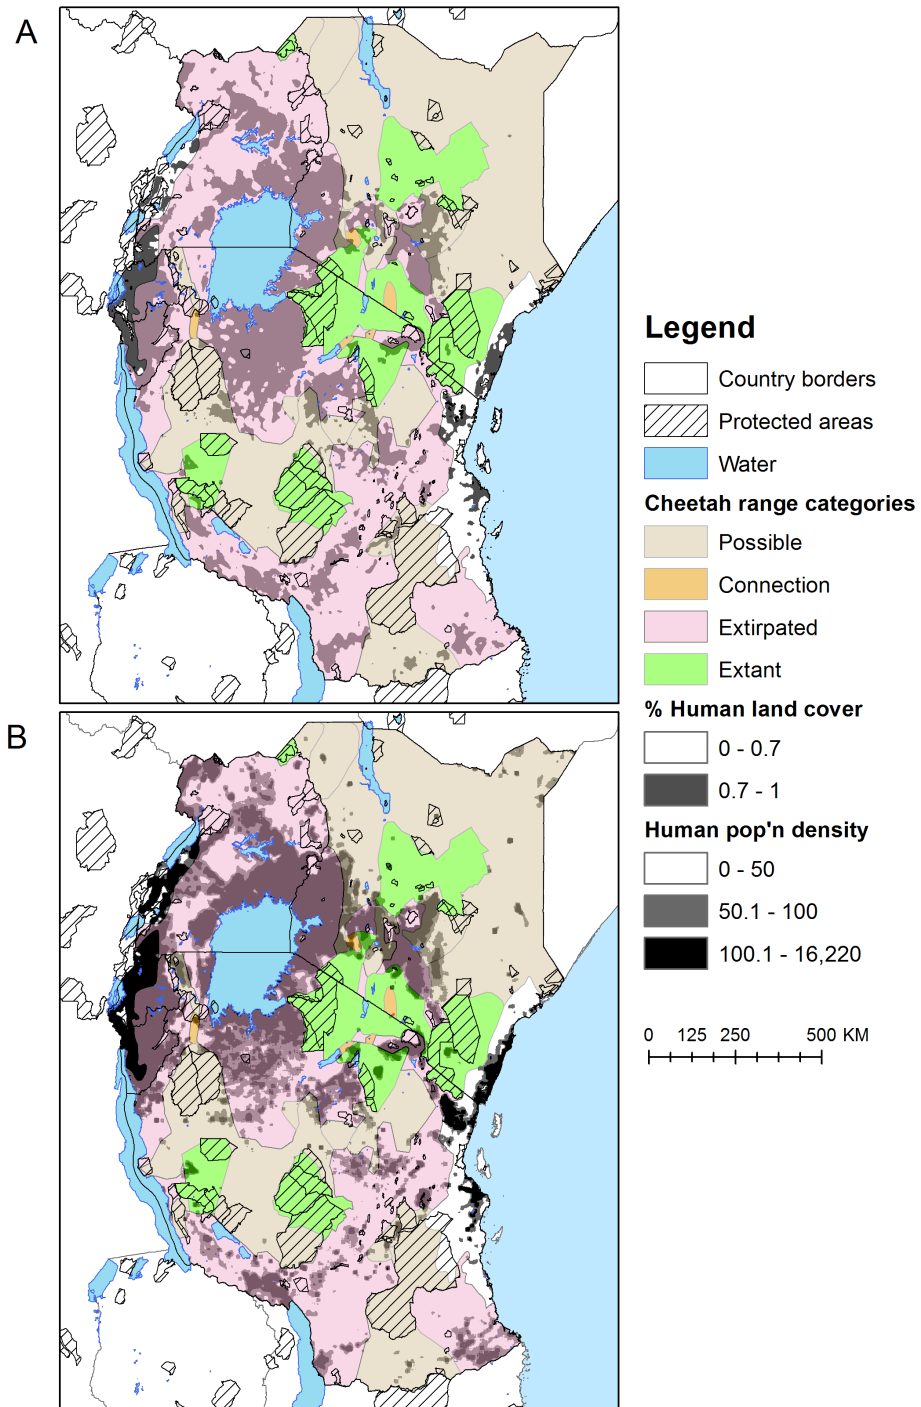 A
Legend
Country borders
Protected areas
Water
Cheetah range categories
Possible
Connection
Extirpated
Extant
% Human land cover
0 - 0.7
0.7 - 1
Human pop'n density
0 - 50
50.1 - 100
100.1 - 16,220
0 125 250 500 KM
B